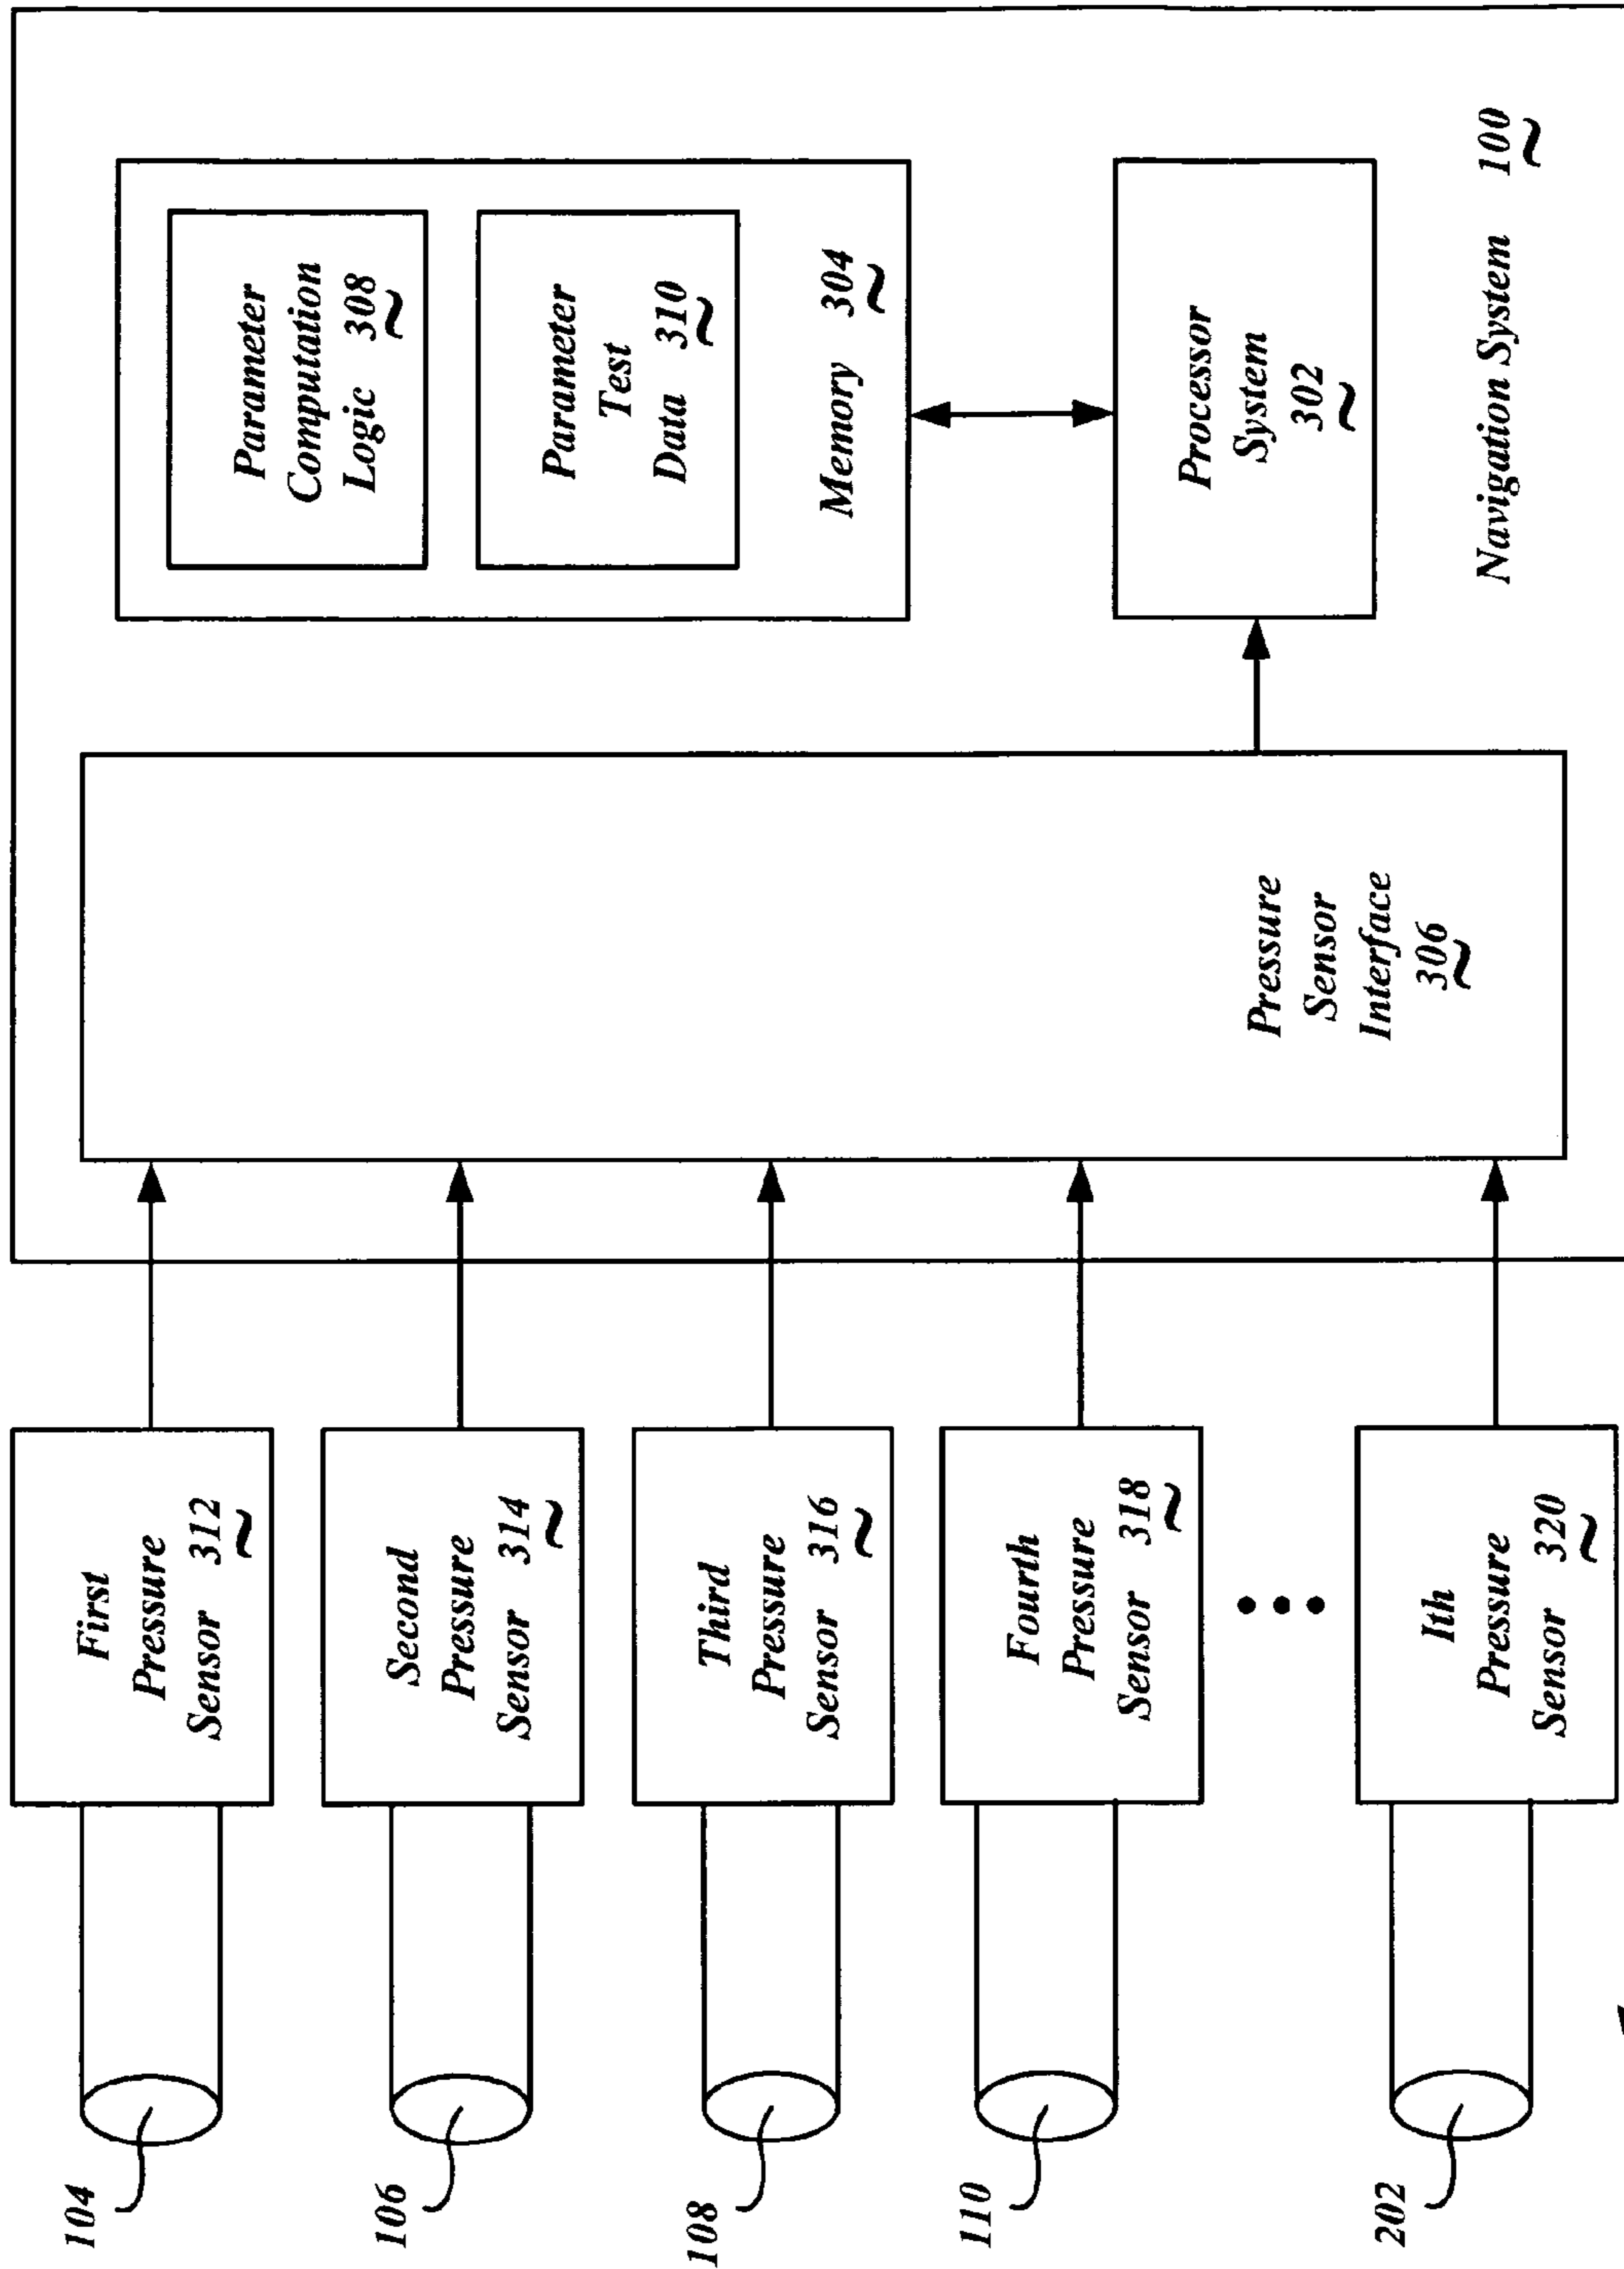 104
First
Pressure
Sensor 312
106
Second
Pressure
Sensor 314
108
Third
Pressure
Sensor 316
110
Fourth
Pressure
Sensor 318
202
Ith
Pressure
Sensor 320
Pressure
Sensor
Interface
306
Parameter
Computation
Logic 308
Parameter
Test
Data 310
Memory 304
Processor
System
302
Navigation System 100